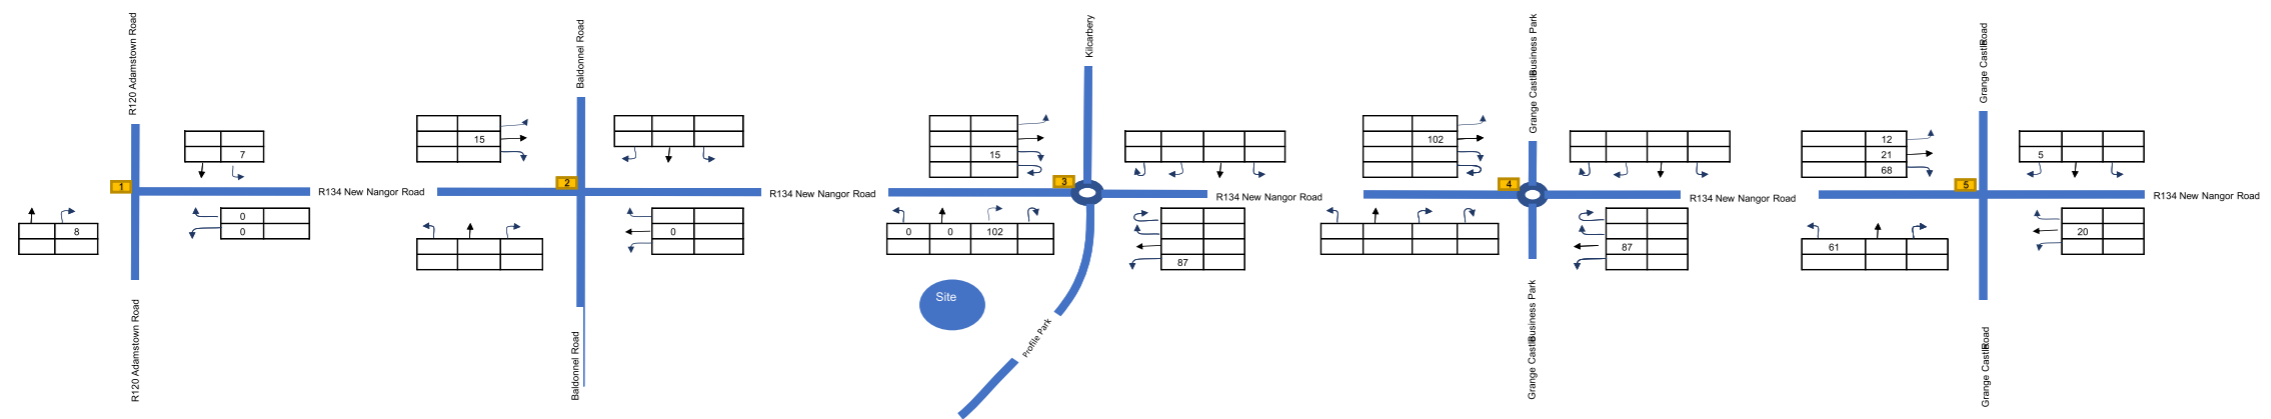 R120 Adamstown Road
7
1
R134 New Nangor Road
0
0
8
R120 Adamstown Road
Baldonnel Road
15
2
R134 New Nangor Road
0
Baldonnel Road
Kilcarbery
15
3
R134 New Nangor Road
0 0 102
87
Site
Profile Park
Grange Castle Business Park
102
4
R134 New Nangor Road
87
Grange Castle Business Park
Grange Castle Road
12
21
68
5
5
R134 New Nangor Road
61
20
Grange Castle Road